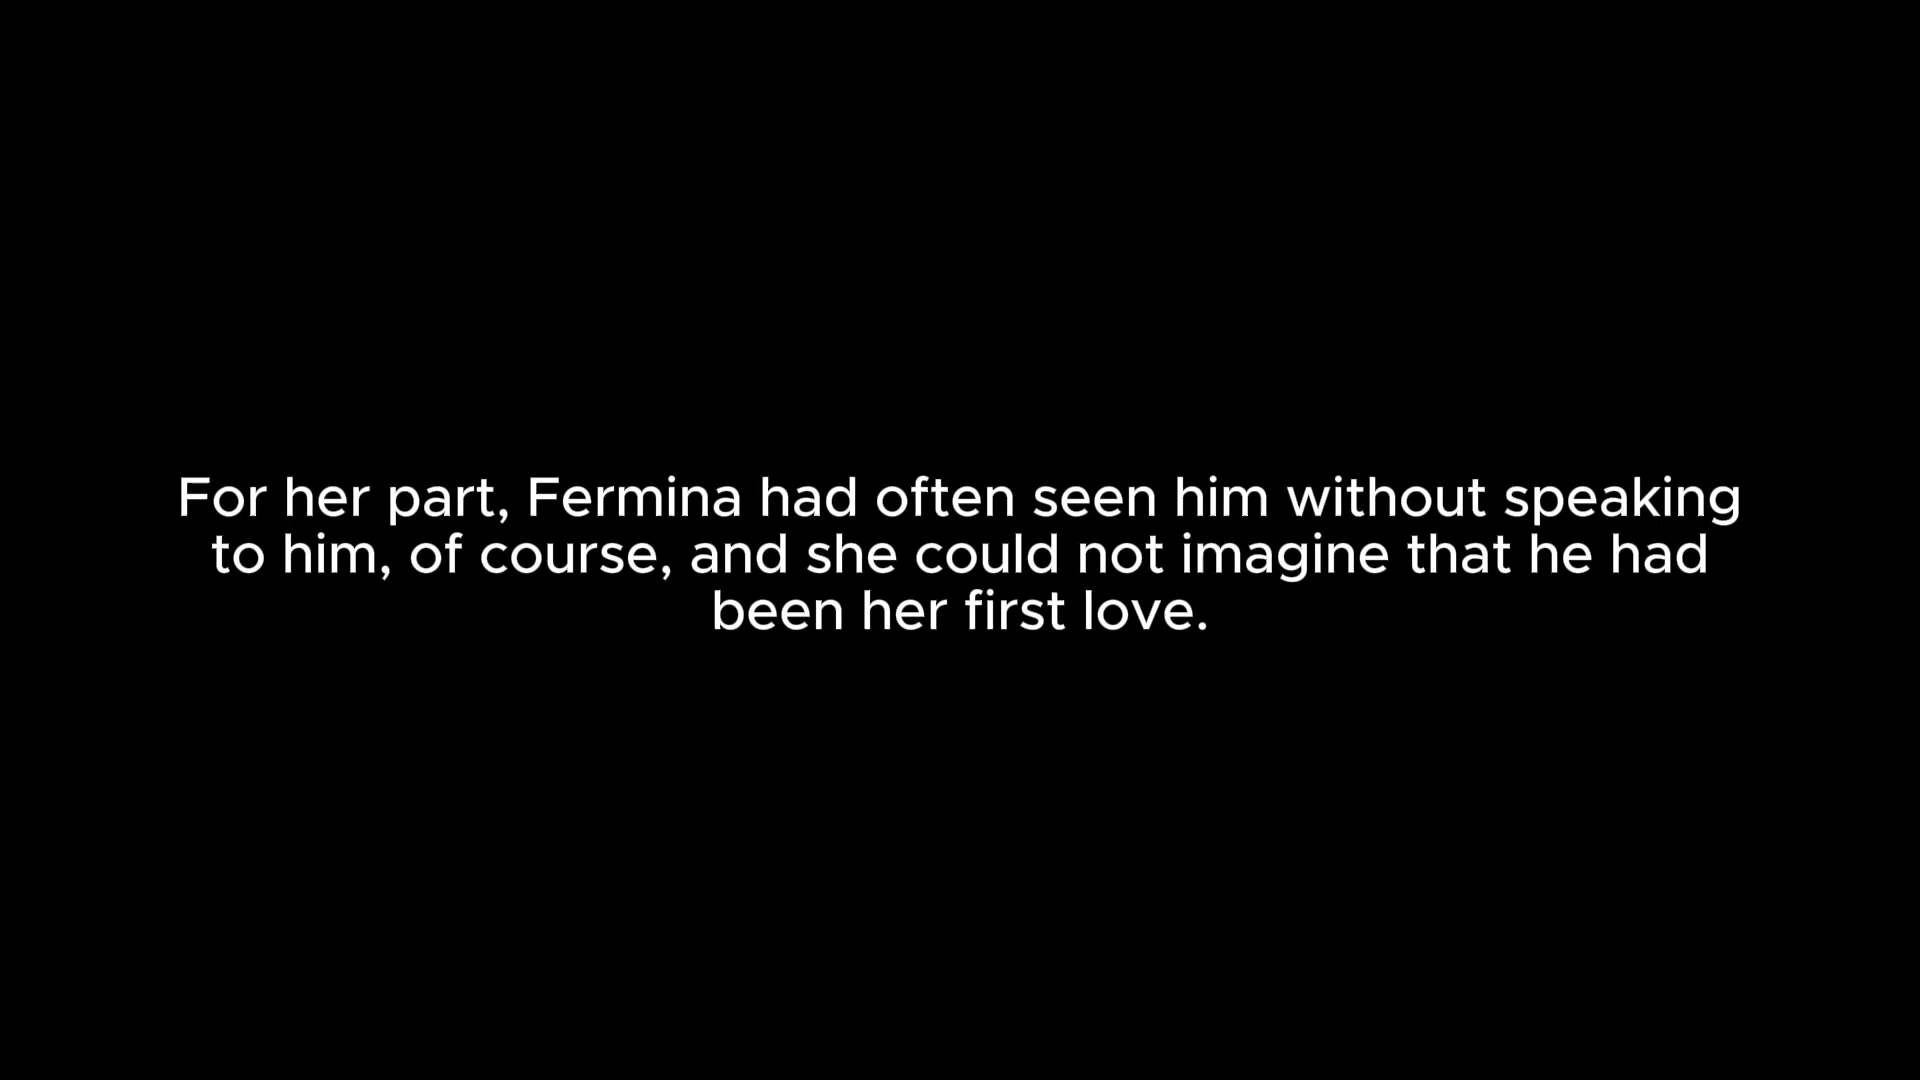 For her part, Fermina had often seen him without speaking
to him, of course, and she could not imagine that he had
been her first love.